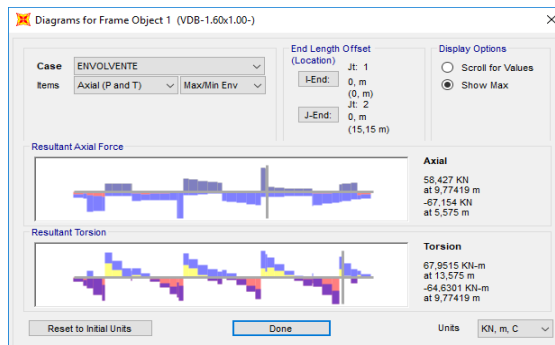 Diagrams for Frame Object 1 (VDB-1.60x1.00-)
Case ENVOLVENTE
Items Axial (P and T) Max/Min Env
End Length Offset
(Location)
Jt: 1
I-End: 0, m
(0, m)
Jt: 2
J-End: 0, m
(15,15 m)
Display Options
Scroll for Values
Show Max
Resultant Axial Force
Axial
58,427 KN
at 9,77419 m
-67,154 KN
at 5,575 m
Resultant Torsion
Torsion
67,9515 KN-m
at 13,575 m
-64,6301 KN-m
at 9,77419 m
Reset to Initial Units
Done
Units KN, m, C